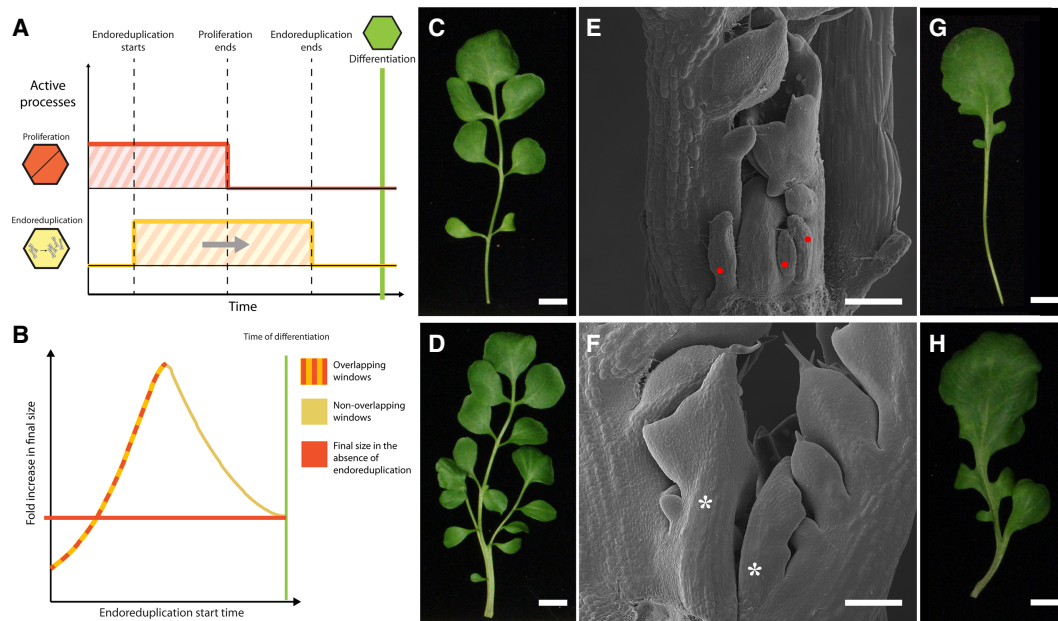 A
Endoreduplication
starts
Proliferation
ends
Endoreduplication
ends
Differentiation
Active
processes
Proliferation
Endoreduplication
Time
B
Time of differentiation
Fold increase in final size
Overlapping
windows
Non-overlapping
windows
Final size in the
absence of
endoreduplication
Endoreduplication start time
C
D
E
F
*
*
G
H